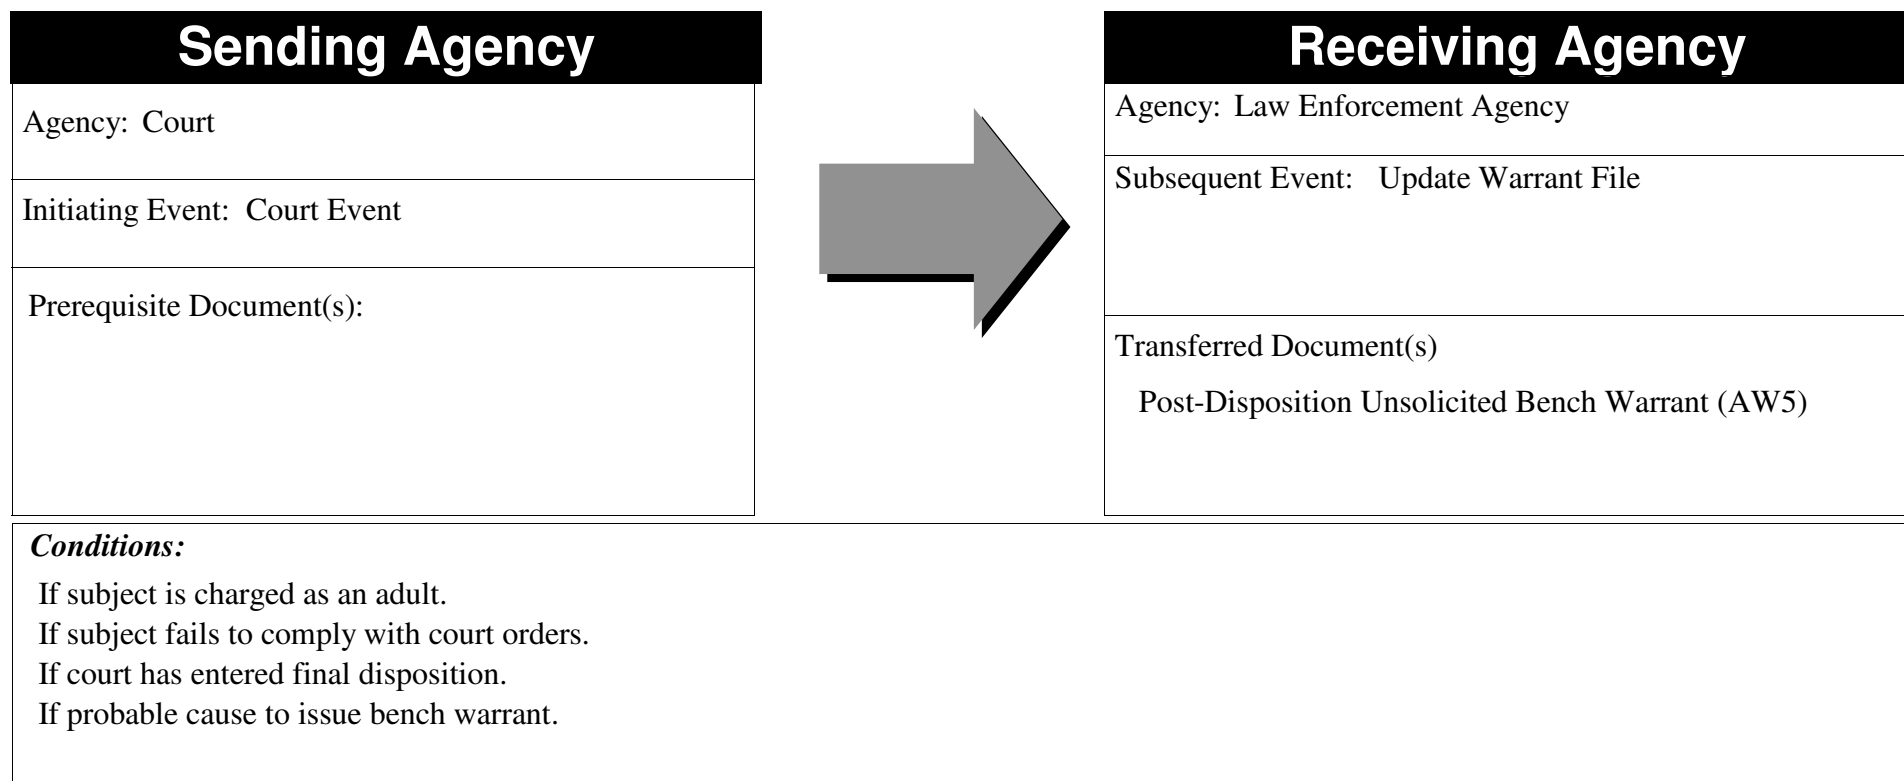 Sending Agency
Agency: Court
Initiating Event: Court Event
Prerequisite Document(s):
Receiving Agency
Agency: Law Enforcement Agency
Subsequent Event: Update Warrant File
Transferred Document(s)
Post-Disposition Unsolicited Bench Warrant (AW5)
Conditions:
If subject is charged as an adult.
If subject fails to comply with court orders.
If court has entered final disposition.
If probable cause to issue bench warrant.